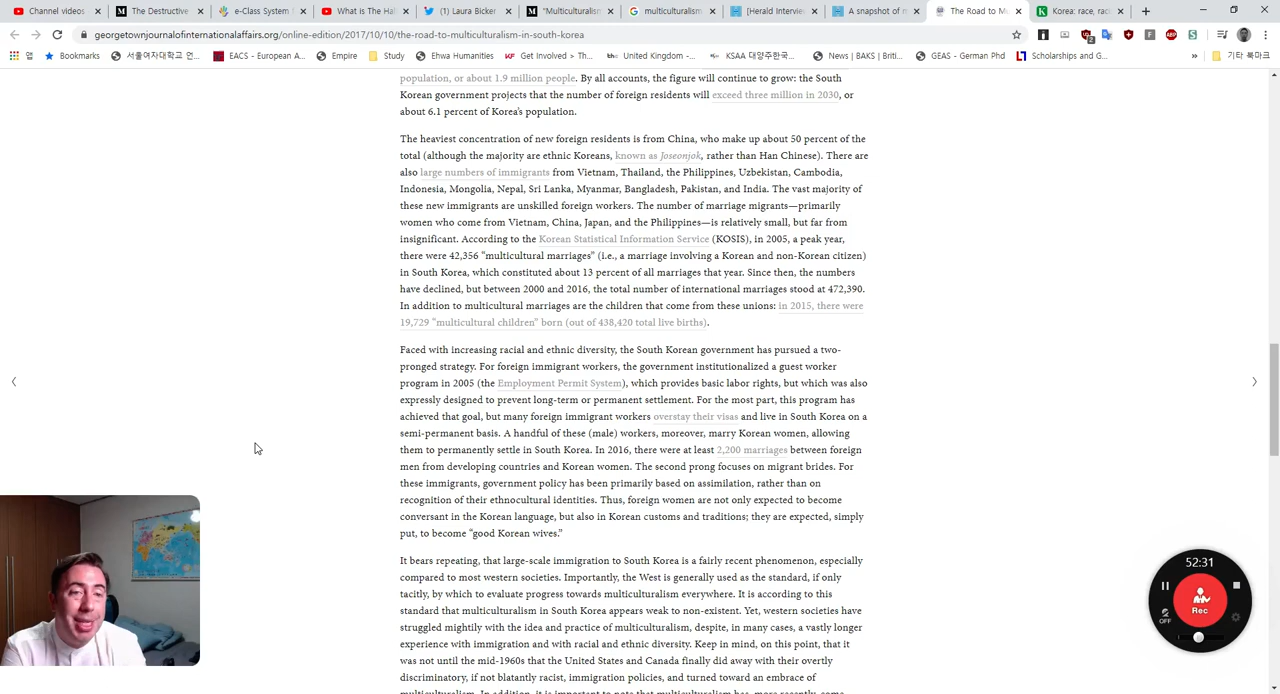 Channel videos
The Destructive
e-Class System
What is The Ha
(1) Laura Bicker
"Multiculturalism
multiculturalism
[Herald Interview
A snapshot of m
The Road to M
Korea: race, rac
georgetownjournalofinternationalaffairs.org/online-edition/2017/10/10/the-road-to-multiculturalism-in-south-korea
앱
Bookmarks
서울여자대학교 언...
EACS - European A...
Emplire
Study
Ehwa Humanities
Get Involved > Th...
United Kingdom -...
KSAA 대양주한국...
News | BAKS | Briti...
GEAS - German Phd
Scholarships and G...
»
기타 북마크
population, or about 1.9 million people. By all accounts, the figure will continue to grow: the South
Korean government projects that the number of foreign residents will exceed three million in 2030, or
about 6.1 percent of Korea's population.
The heaviest concentration of new foreign residents is from China, who make up about 50 percent of the
total (although the majority are ethnic Koreans, known as Joseonjok, rather than Han Chinese). There are
also large numbers of immigrants from Vietnam, Thailand, the Philippines, Uzbekistan, Cambodia,
Indonesia, Mongolia, Nepal, Sri Lanka, Myanmar, Bangladesh, Pakistan, and India. The vast majority of
these new immigrants are unskilled foreign workers. The number of marriage migrants—primarily
women who come from Vietnam, China, Japan, and the Philippines—is relatively small, but far from
insignificant. According to the Korean Statistical Information Service (KOSIS), in 2005, a peak year,
there were 42,356 “multicultural marriages” (i.e., a marriage involving a Korean and non-Korean citizen)
in South Korea, which constituted about 13 percent of all marriages that year. Since then, the numbers
have declined, but between 2000 and 2016, the total number of international marriages stood at 472,390.
In addition to multicultural marriages are the children that come from these unions: in 2015, there were
19,729 “multicultural children” born (out of 438,420 total live births).
Faced with increasing racial and ethnic diversity, the South Korean government has pursued a two-
pronged strategy. For foreign immigrant workers, the government institutionalized a guest worker
program in 2005 (the Employment Permit System), which provides basic labor rights, but which was also
expressly designed to prevent long-term or permanent settlement. For the most part, this program has
achieved that goal, but many foreign immigrant workers overstay their visas and live in South Korea on a
semi-permanent basis. A handful of these (male) workers, moreover, marry Korean women, allowing
them to permanently settle in South Korea. In 2016, there were at least 2,200 marriages between foreign
men from developing countries and Korean women. The second prong focuses on migrant brides. For
these immigrants, government policy has been primarily based on assimilation, rather than on
recognition of their ethnocultural identities. Thus, foreign women are not only expected to become
conversant in the Korean language, but also in Korean customs and traditions; they are expected, simply
put, to become “good Korean wives.”
It bears repeating, that large-scale immigration to South Korea is a fairly recent phenomenon, especially
compared to most western societies. Importantly, the West is generally used as the standard, if only
tacitly, by which to evaluate progress towards multiculturalism everywhere. It is according to this
standard that multiculturalism in South Korea appears weak to non-existent. Yet, western societies have
struggled mightily with the idea and practice of multiculturalism, despite, in many cases, a vastly longer
experience with immigration and with racial and ethnic diversity. Keep in mind, on this point, that it
was not until the mid-1960s that the United States and Canada finally did away with their overtly
discriminatory, if not blatantly racist, immigration policies, and turned toward an embrace of
multiculturalism. In addition, it is important to note that multiculturalism has, more recently, come
52:31
Rec
OFF